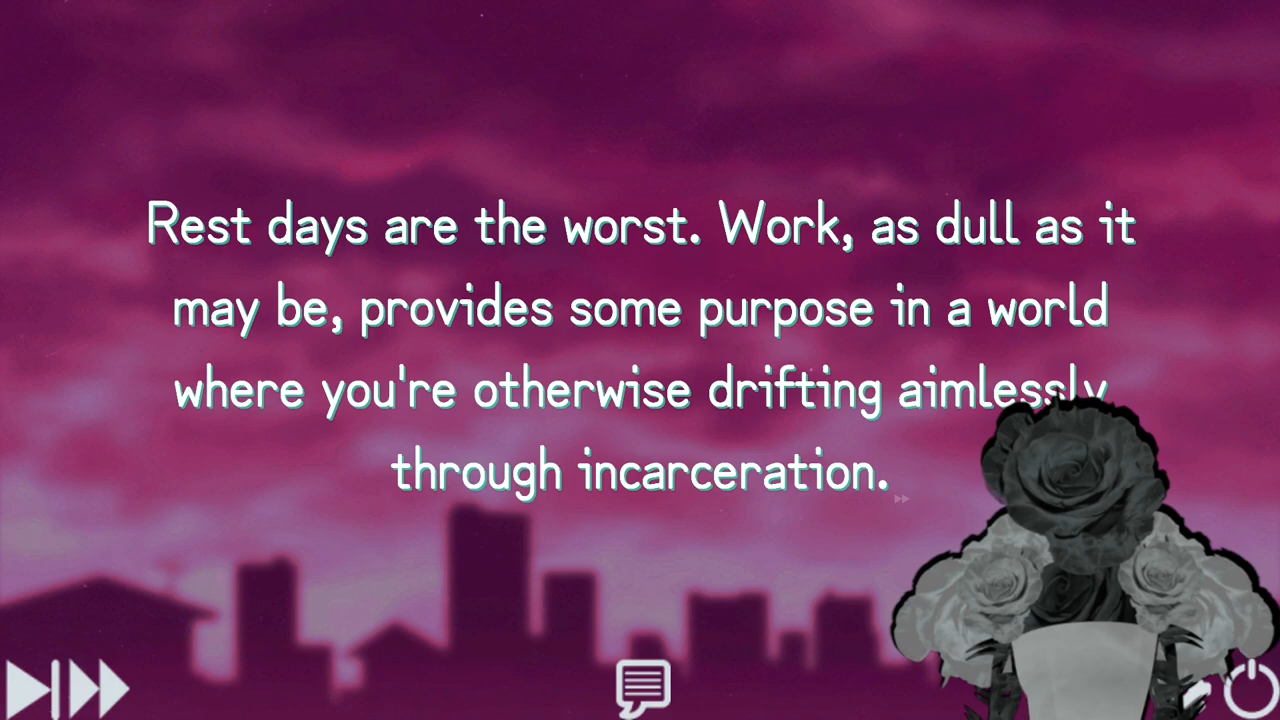 Rest days are the worst. Work, as dull as it
may be, provides some purpose in a world
where you're otherwise drifting aimlessly
through incarceration.